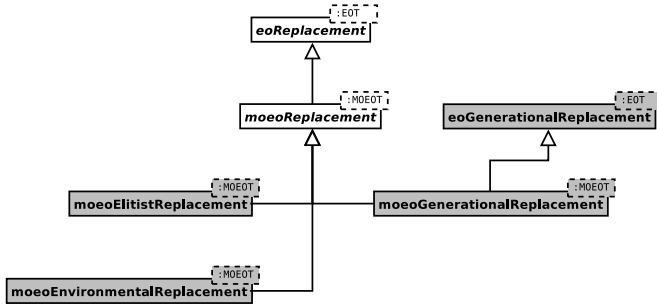 :EOT
eoReplacement
:MOEOT
moeoReplacement
:EOT
eoGenerationalReplacement
:MOEOT
moeoElitistReplacement
:MOEOT
moeoGenerationalReplacement
:MOEOT
moeoEnvironmentalReplacement